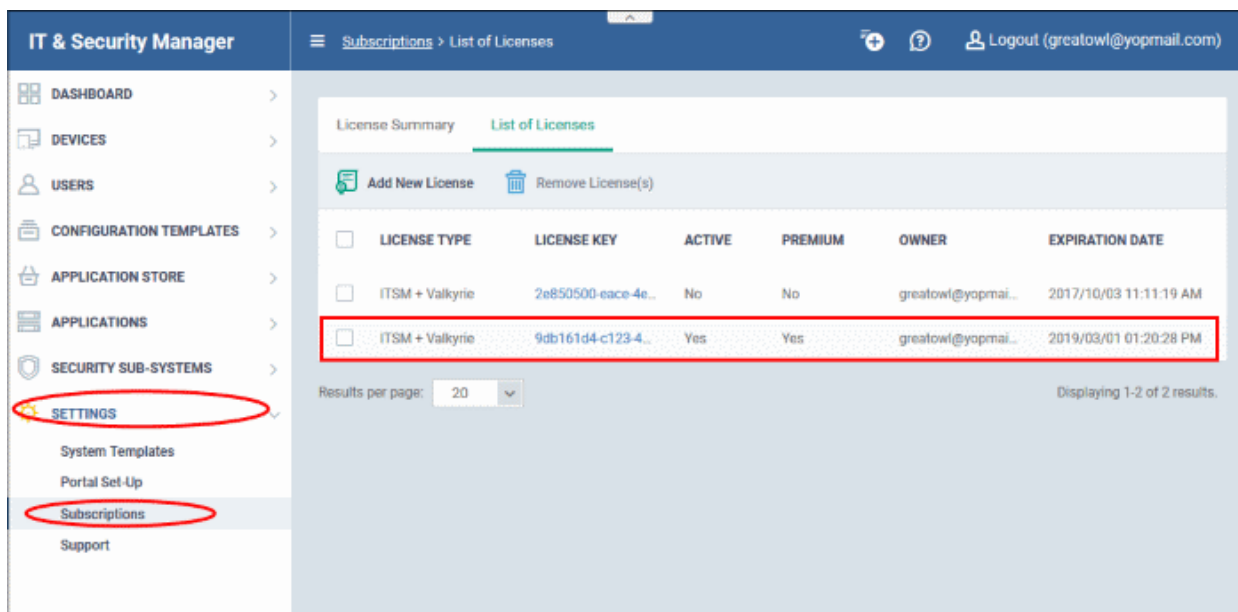 IT & Security Manager
Subscriptions > List of Licenses
Logout (greatowl@yopmail.com)
DASHBOARD
DEVICES
USERS
CONFIGURATION TEMPLATES
APPLICATION STORE
APPLICATIONS
SECURITY SUB-SYSTEMS
SETTINGS
System Templates
Portal Set-Up
Subscriptions
Support
License Summary List of Licenses
Add New License Remove License(s)
LICENSE TYPE LICENSE KEY ACTIVE PREMIUM OWNER EXPIRATION DATE
ITSM + Valkyrie 2e850500-eace-4e... No No greatowl@yopmai... 2017/10/03 11:11:19 AM
ITSM + Valkyrie 9db161d4-c123-4... Yes Yes greatowl@yopmai... 2019/03/01 01:20:28 PM
Results per page: 20 Displaying 1-2 of 2 results.